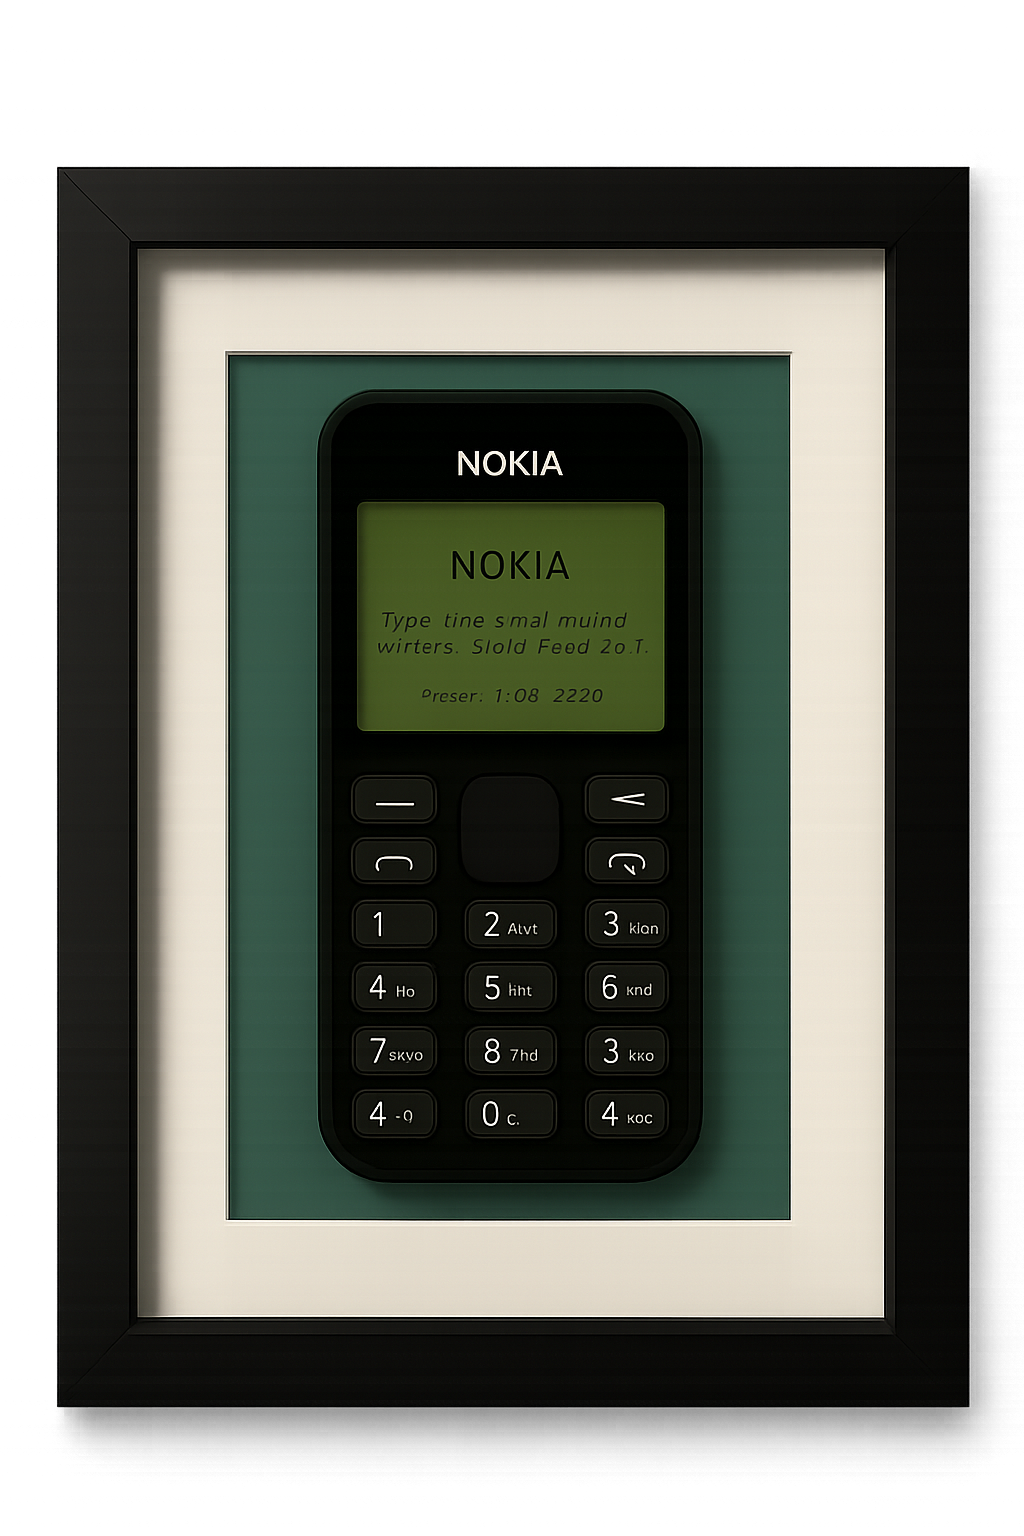 NOKIA
NOKIA
Type tine smal muind
wirters. Slold Feed 2o.T.
Preser: 1:08 2220
1 2 Alvt 3 klan
4 Ho 5 hht 6 knd
7 skvo 8 7hd 3 kko
4 -0 0 c. 4 koc